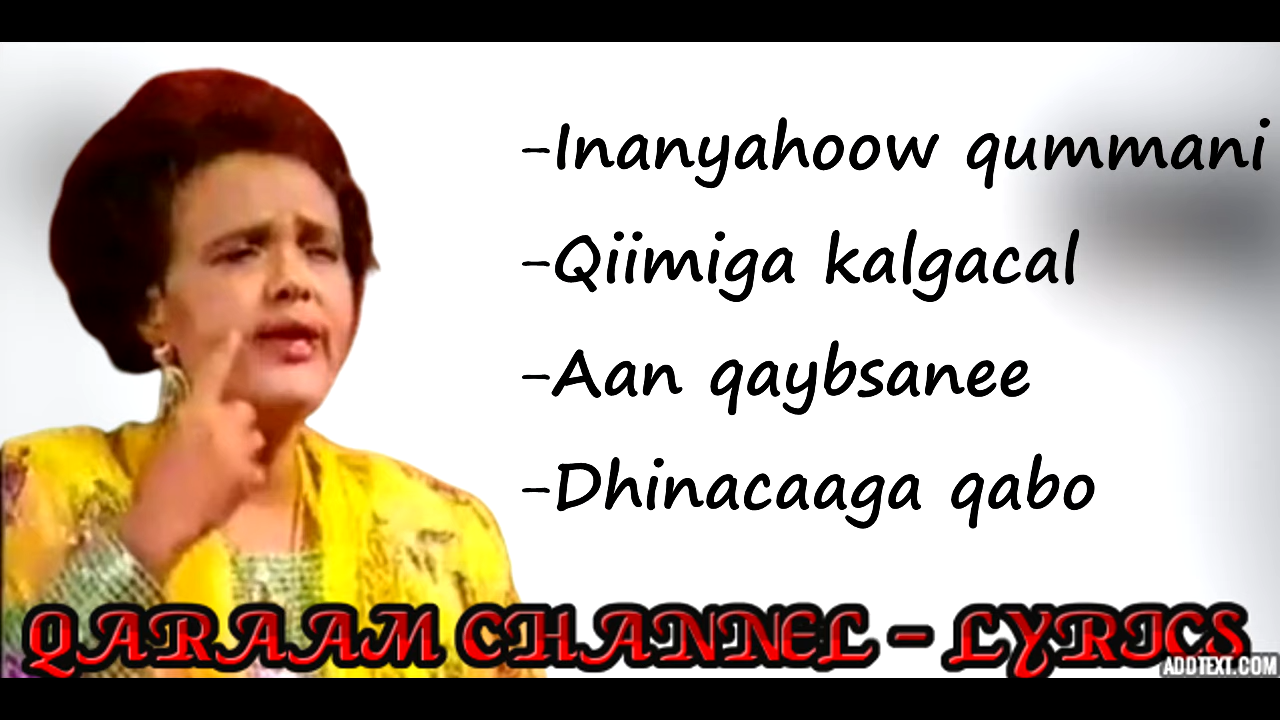 -Inanyahoow qummani
-Qiimiga kalgacal
-Aan qaybsanee
-Dhinacaaga qabo
QARAAM CHANNEL - LYRICS
ADDTEXT.COM